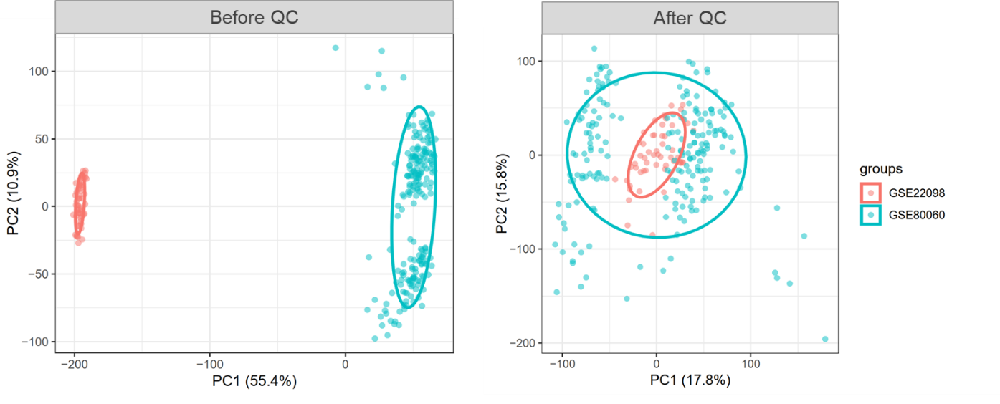 Before QC
100
50
0
−50
−100
−200
−100
0
PC1 (55.4%)
PC2 (10.9%)
After QC
100
0
−100
−200
−100
0
100
PC1 (17.8%)
PC2 (15.8%)
groups
GSE22098
GSE80060